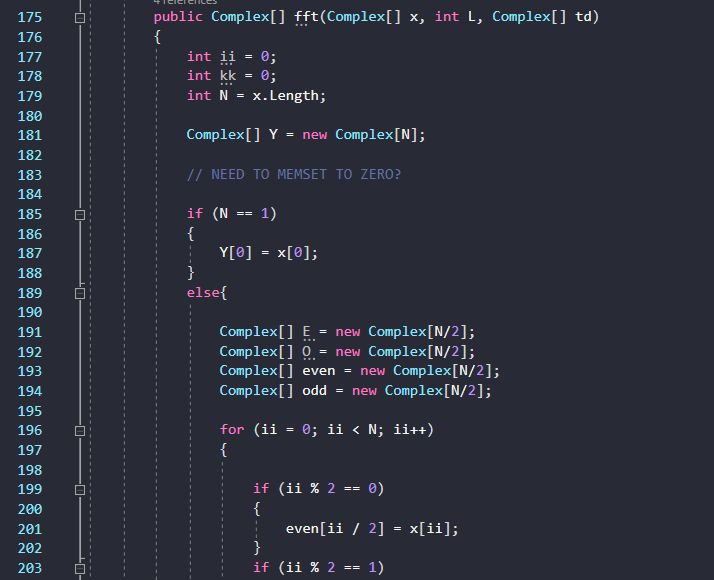 4 references
175 public Complex[] fft(Complex[] x, int L, Complex[] td)
176 {
177 int ii = 0;
178 int kk = 0;
179 int N = x.Length;
180
181 Complex[] Y = new Complex[N];
182
183 // NEED TO MEMSET TO ZERO?
184
185 if (N == 1)
186 {
187 Y[0] = x[0];
188 }
189 else{
190
191 Complex[] E = new Complex[N/2];
192 Complex[] O = new Complex[N/2];
193 Complex[] even = new Complex[N/2];
194 Complex[] odd = new Complex[N/2];
195
196 for (ii = 0; ii < N; ii++)
197 {
198
199 if (ii % 2 == 0)
200 {
201 even[ii / 2] = x[ii];
202 }
203 if (ii % 2 == 1)